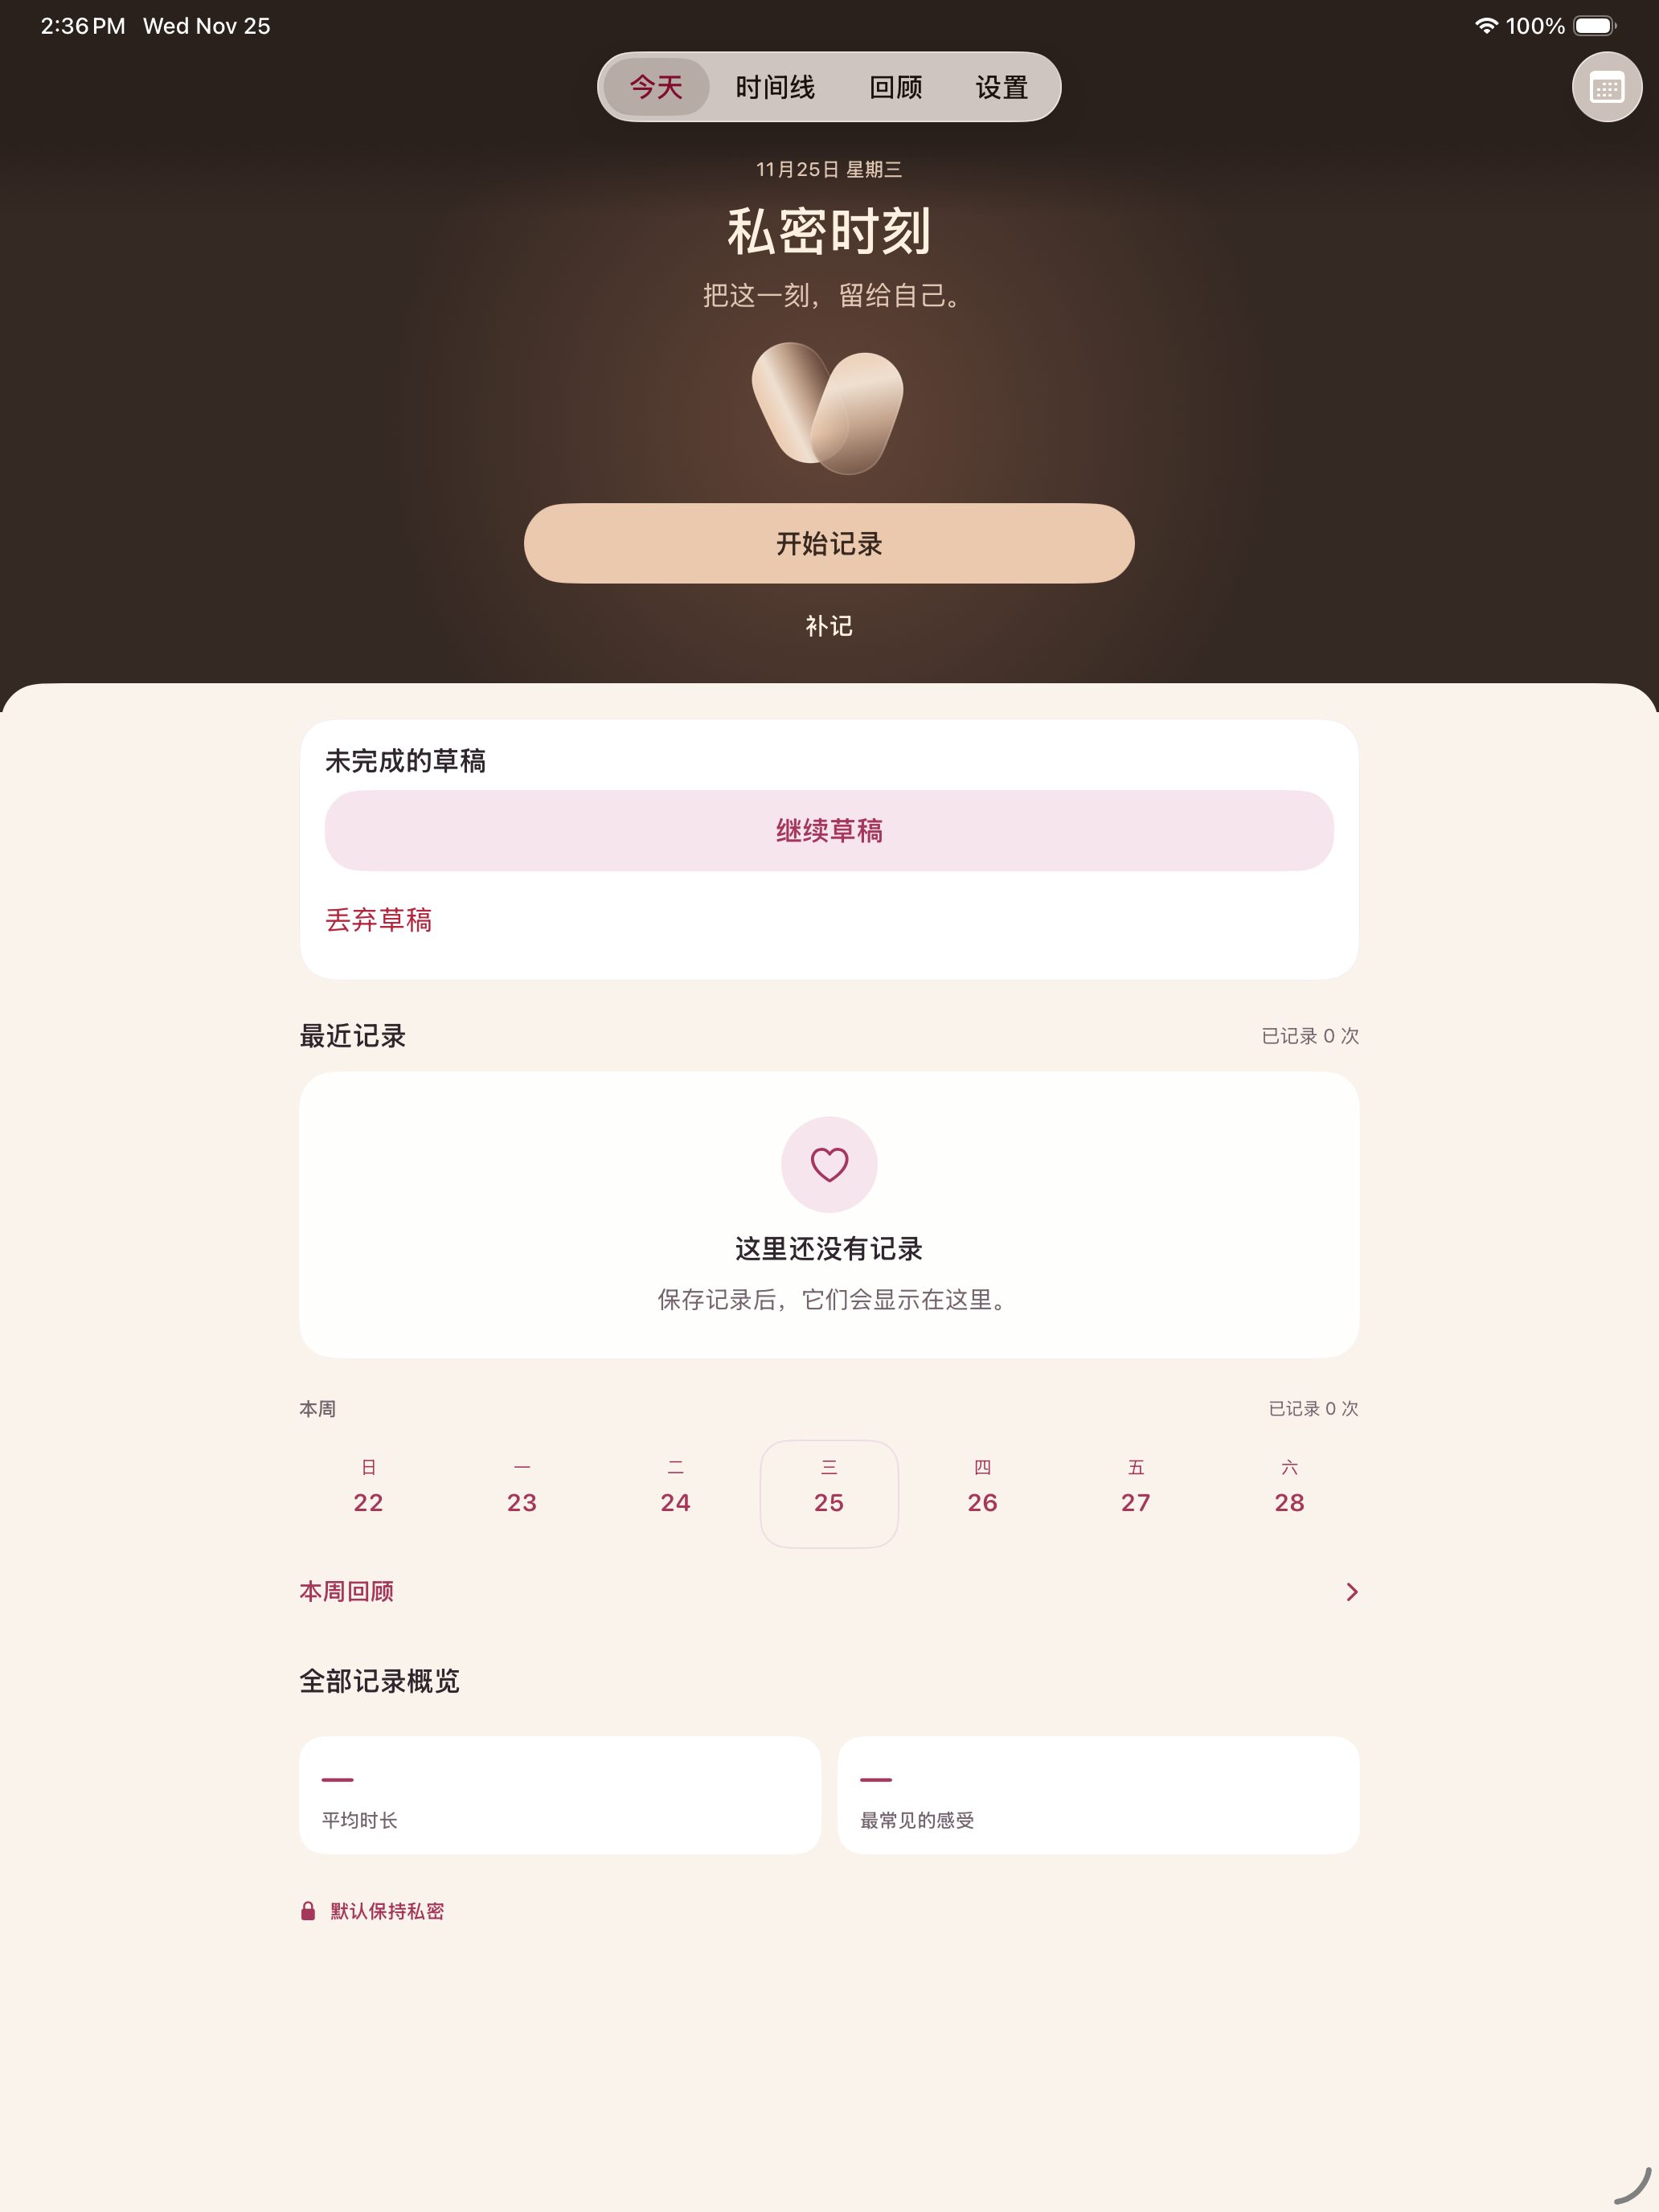 2:36 PM Wed Nov 25
100%
今天 时间线 回顾 设置
11月25日 星期三
私密时刻
把这一刻，留给自己。
开始记录
补记
未完成的草稿
继续草稿
丢弃草稿
最近记录 已记录 0 次
这里还没有记录
保存记录后，它们会显示在这里。
本周 已记录 0 次
日 一 二 三 四 五 六
22 23 24 25 26 27 28
本周回顾
全部记录概览
— —
平均时长 最常见的感受
默认保持私密